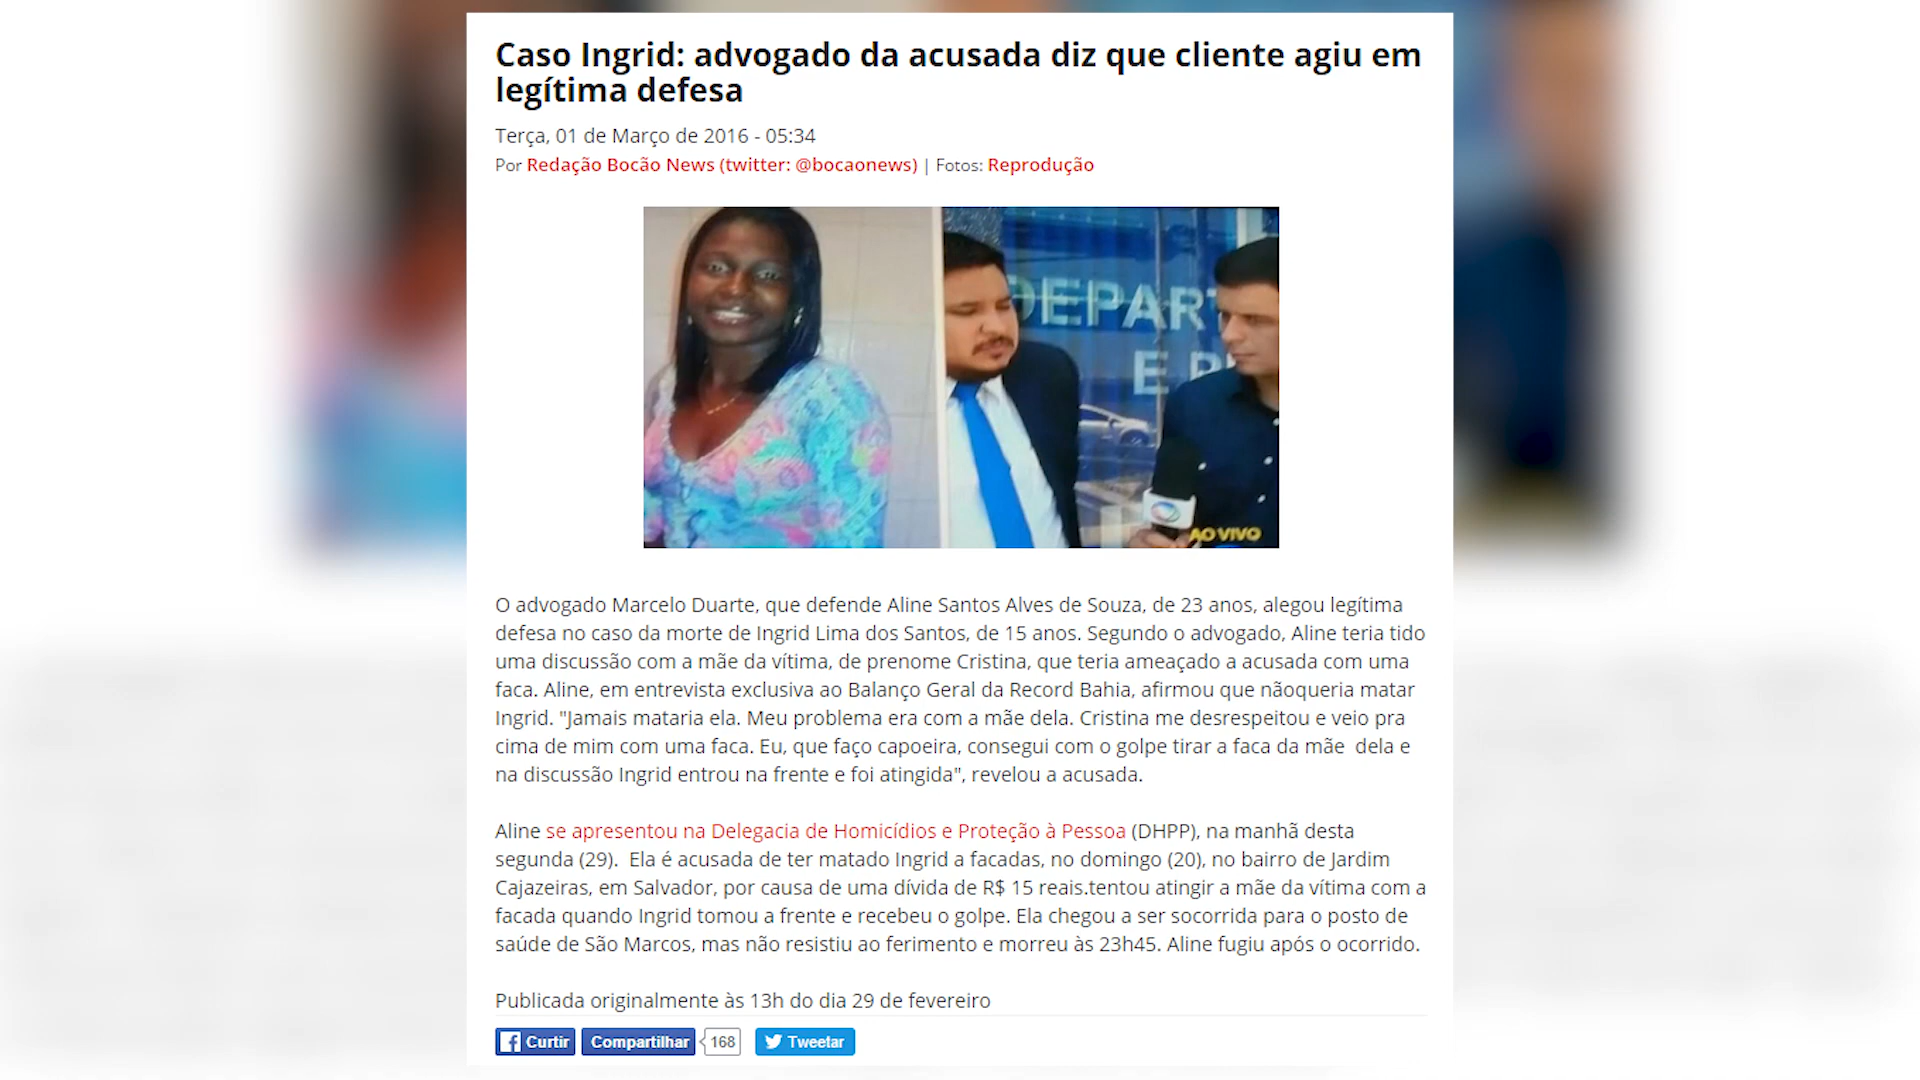 Caso Ingrid: advogado da acusada diz que cliente agiu em
legítima defesa
Terça, 01 de Março de 2016 - 05:34
Por Redação Bocão News (twitter: @bocaonews) | Fotos: Reprodução
DEPART
E P
AO VIVO
O advogado Marcelo Duarte, que defende Aline Santos Alves de Souza, de 23 anos, alegou legítima
defesa no caso da morte de Ingrid Lima dos Santos, de 15 anos. Segundo o advogado, Aline teria tido
uma discussão com a mãe da vítima, de prenome Cristina, que teria ameaçado a acusada com uma
faca. Aline, em entrevista exclusiva ao Balanço Geral da Record Bahia, afirmou que nãoqueria matar
Ingrid. "Jamais mataria ela. Meu problema era com a mãe dela. Cristina me desrespeitou e veio pra
cima de mim com uma faca. Eu, que faço capoeira, consegui com o golpe tirar a faca da mãe  dela e
na discussão Ingrid entrou na frente e foi atingida", revelou a acusada.
Aline se apresentou na Delegacia de Homicídios e Proteção à Pessoa (DHPP), na manhã desta
segunda (29).  Ela é acusada de ter matado Ingrid a facadas, no domingo (20), no bairro de Jardim
Cajazeiras, em Salvador, por causa de uma dívida de R$ 15 reais.tentou atingir a mãe da vítima com a
facada quando Ingrid tomou a frente e recebeu o golpe. Ela chegou a ser socorrida para o posto de
saúde de São Marcos, mas não resistiu ao ferimento e morreu às 23h45. Aline fugiu após o ocorrido.
Publicada originalmente às 13h do dia 29 de fevereiro
Curtir Compartilhar 168 Tweetar